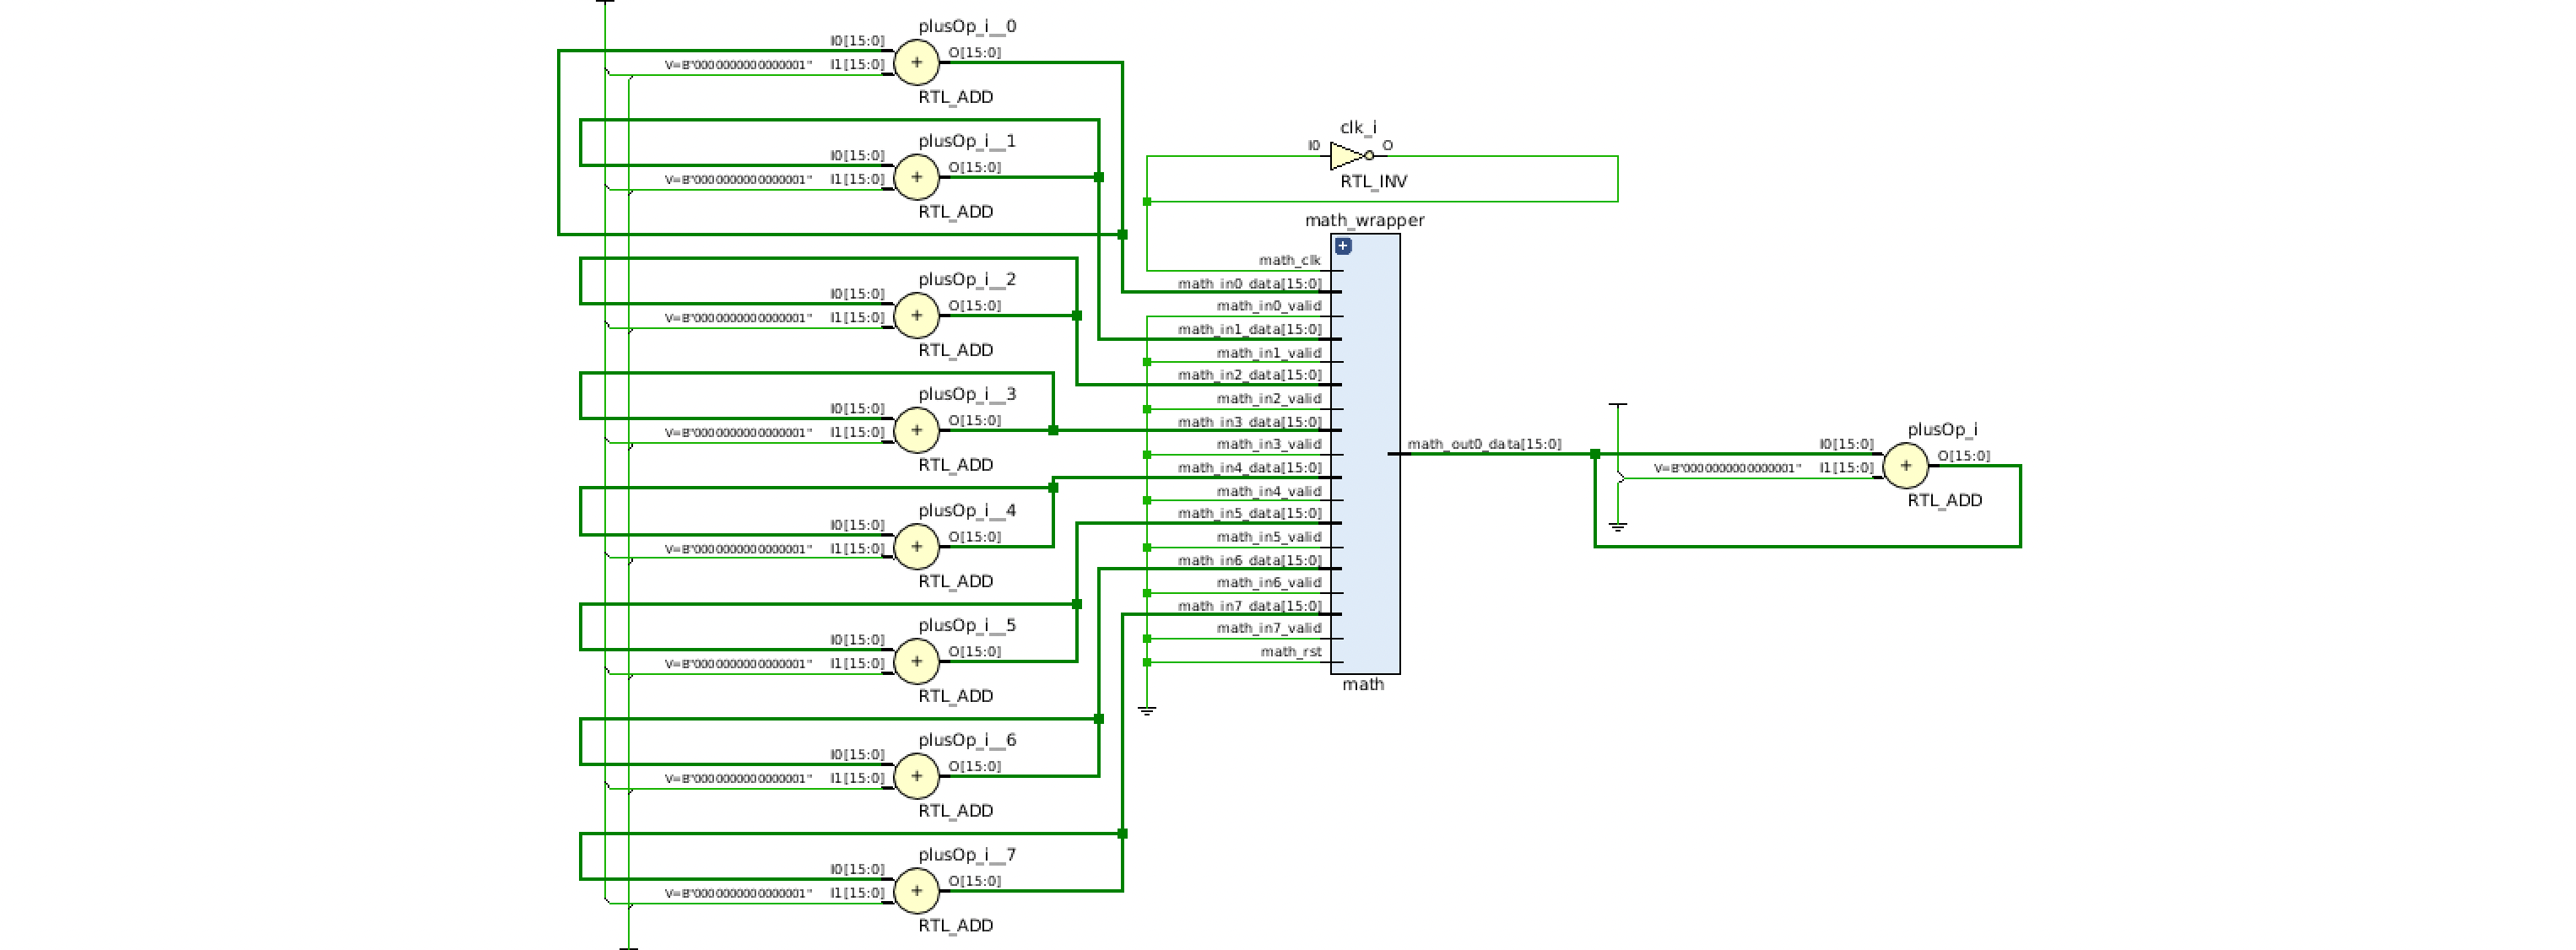 plusOp_i__0
I0[15:0]
O[15:0]
V=B"0000000000000001" I1[15:0]
+
RTL_ADD
plusOp_i__1
I0[15:0]
O[15:0]
V=B"0000000000000001" I1[15:0]
+
RTL_ADD
plusOp_i__2
I0[15:0]
O[15:0]
V=B"0000000000000001" I1[15:0]
+
RTL_ADD
plusOp_i__3
I0[15:0]
O[15:0]
V=B"0000000000000001" I1[15:0]
+
RTL_ADD
plusOp_i__4
I0[15:0]
O[15:0]
V=B"0000000000000001" I1[15:0]
+
RTL_ADD
plusOp_i__5
I0[15:0]
O[15:0]
V=B"0000000000000001" I1[15:0]
+
RTL_ADD
plusOp_i__6
I0[15:0]
O[15:0]
V=B"0000000000000001" I1[15:0]
+
RTL_ADD
plusOp_i__7
I0[15:0]
O[15:0]
V=B"0000000000000001" I1[15:0]
+
RTL_ADD
clk_i
I0 O
RTL_INV
math_wrapper
+
math_clk
math_in0_data[15:0]
math_in0_valid
math_in1_data[15:0]
math_in1_valid
math_in2_data[15:0]
math_in2_valid
math_in3_data[15:0]
math_in3_valid
math_in4_data[15:0]
math_in4_valid
math_in5_data[15:0]
math_in5_valid
math_in6_data[15:0]
math_in6_valid
math_in7_data[15:0]
math_in7_valid
math_rst
math
math_out0_data[15:0]
plusOp_i
I0[15:0]
O[15:0]
V=B"0000000000000001" I1[15:0]
+
RTL_ADD